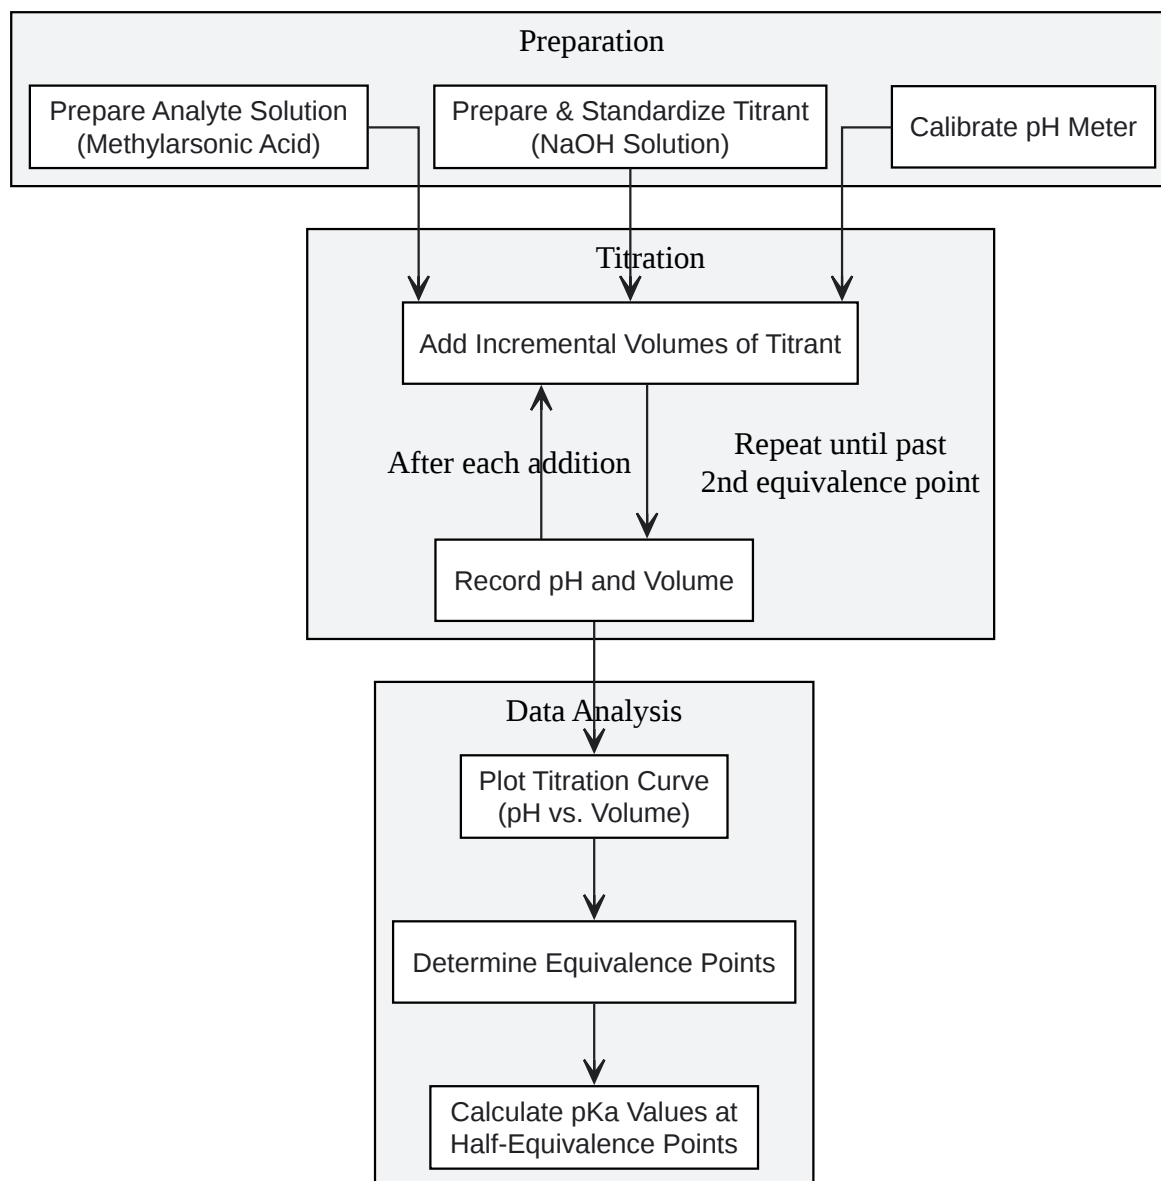 Preparation
Prepare Analyte Solution
(Methylarsonic Acid)
Prepare & Standardize Titrant
(NaOH Solution)
Calibrate pH Meter
Titration
Add Incremental Volumes of Titrant
After each addition
Repeat until past
2nd equivalence point
Record pH and Volume
Data Analysis
Plot Titration Curve
(pH vs. Volume)
Determine Equivalence Points
Calculate pKa Values at
Half-Equivalence Points